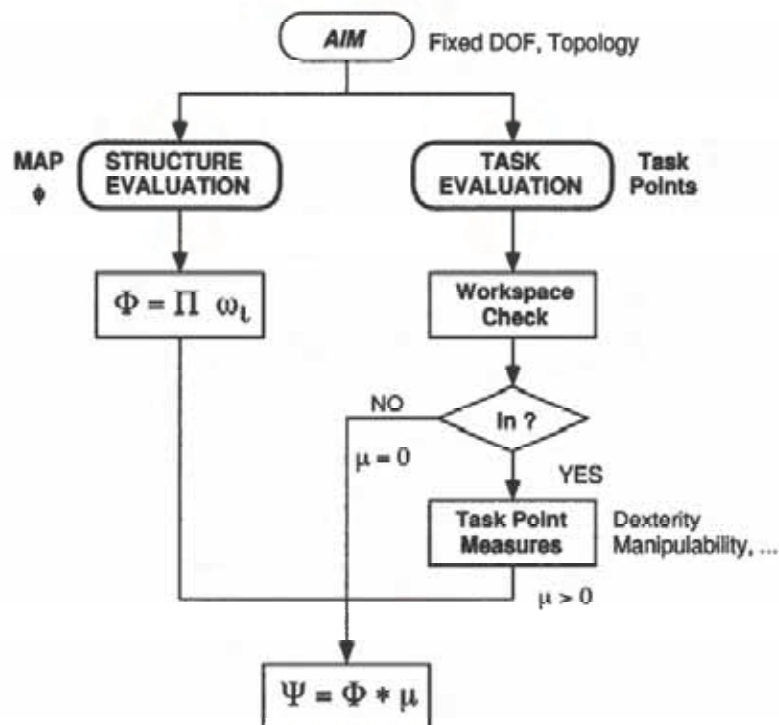 AIM
Fixed DOF, Topology
MAP
ϕ
STRUCTURE
EVALUATION
TASK
EVALUATION
Task
Points
Φ = Π ω_ι
Workspace
Check
In ?
NO
μ = 0
YES
Task Point
Measures
Dexterity
Manipulability, ...
μ > 0
Ψ = Φ * μ